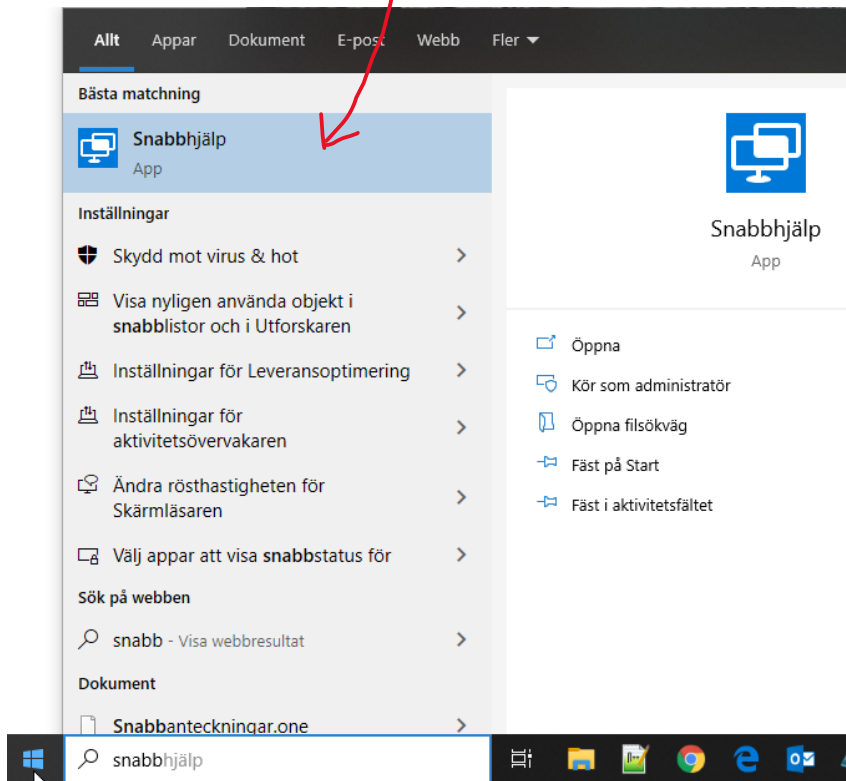 Allt Appar Dokument E-post Webb Fler
Bästa matchning
Snabbhjälp
App
Inställningar
Skydd mot virus & hot
Visa nyligen använda objekt i
snabblistor och i Utforskaren
Inställningar för Leveransoptimering
Inställningar för
aktivitetsövervakaren
Ändra rösthastigheten för
Skärmläsaren
Välj appar att visa snabbstatus för
Sök på webben
snabb - Visa webbresultat
Dokument
Snabbanteckningar.one
snabbhjälp
Snabbhjälp
App
Öppna
Kör som administratör
Öppna filsökväg
Fäst på Start
Fäst i aktivitetsfältet